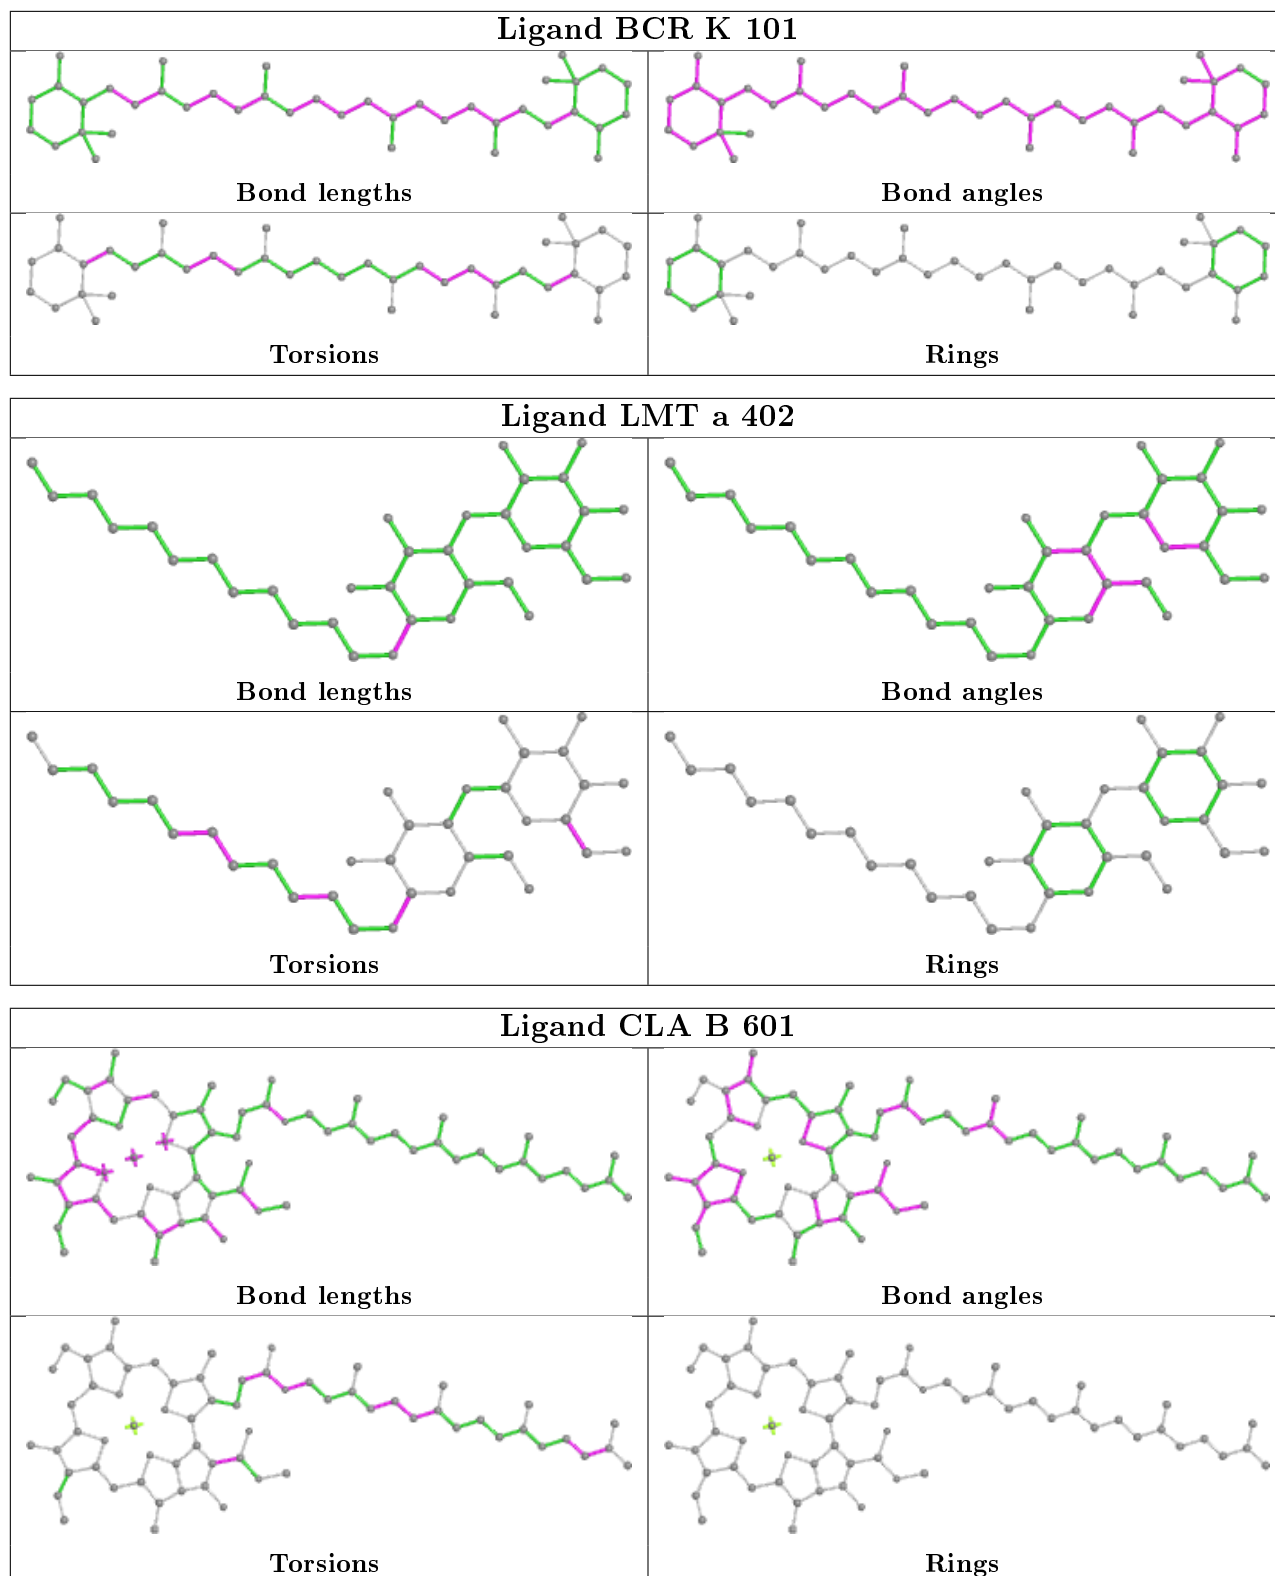 Ligand BCR K 101
Bond lengths
Bond angles
Torsions
Rings
Ligand LMT a 402
Bond lengths
Bond angles
Torsions
Rings
Ligand CLA B 601
Bond lengths
Bond angles
Torsions
Rings